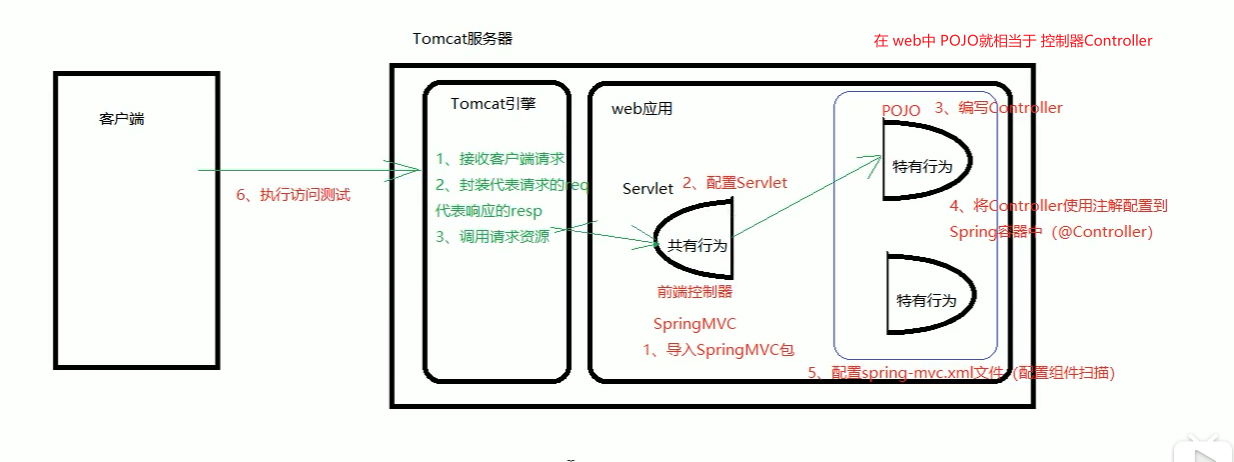 Tomcat服务器
在 web中 POJO就相当于 控制器Controller
客户端
Tomcat引擎
web应用
POJO
3、编写Controller
1、接收客户端请求
2、封装代表请求的req
代表响应的resp
3、调用请求资源
6、执行访问测试
Servlet
2、配置Servlet
共有行为
前端控制器
SpringMVC
1、导入SpringMVC包
特有行为
4、将Controller使用注解配置到
Spring容器中（@Controller）
特有行为
5、配置spring-mvc.xml文件（配置组件扫描）